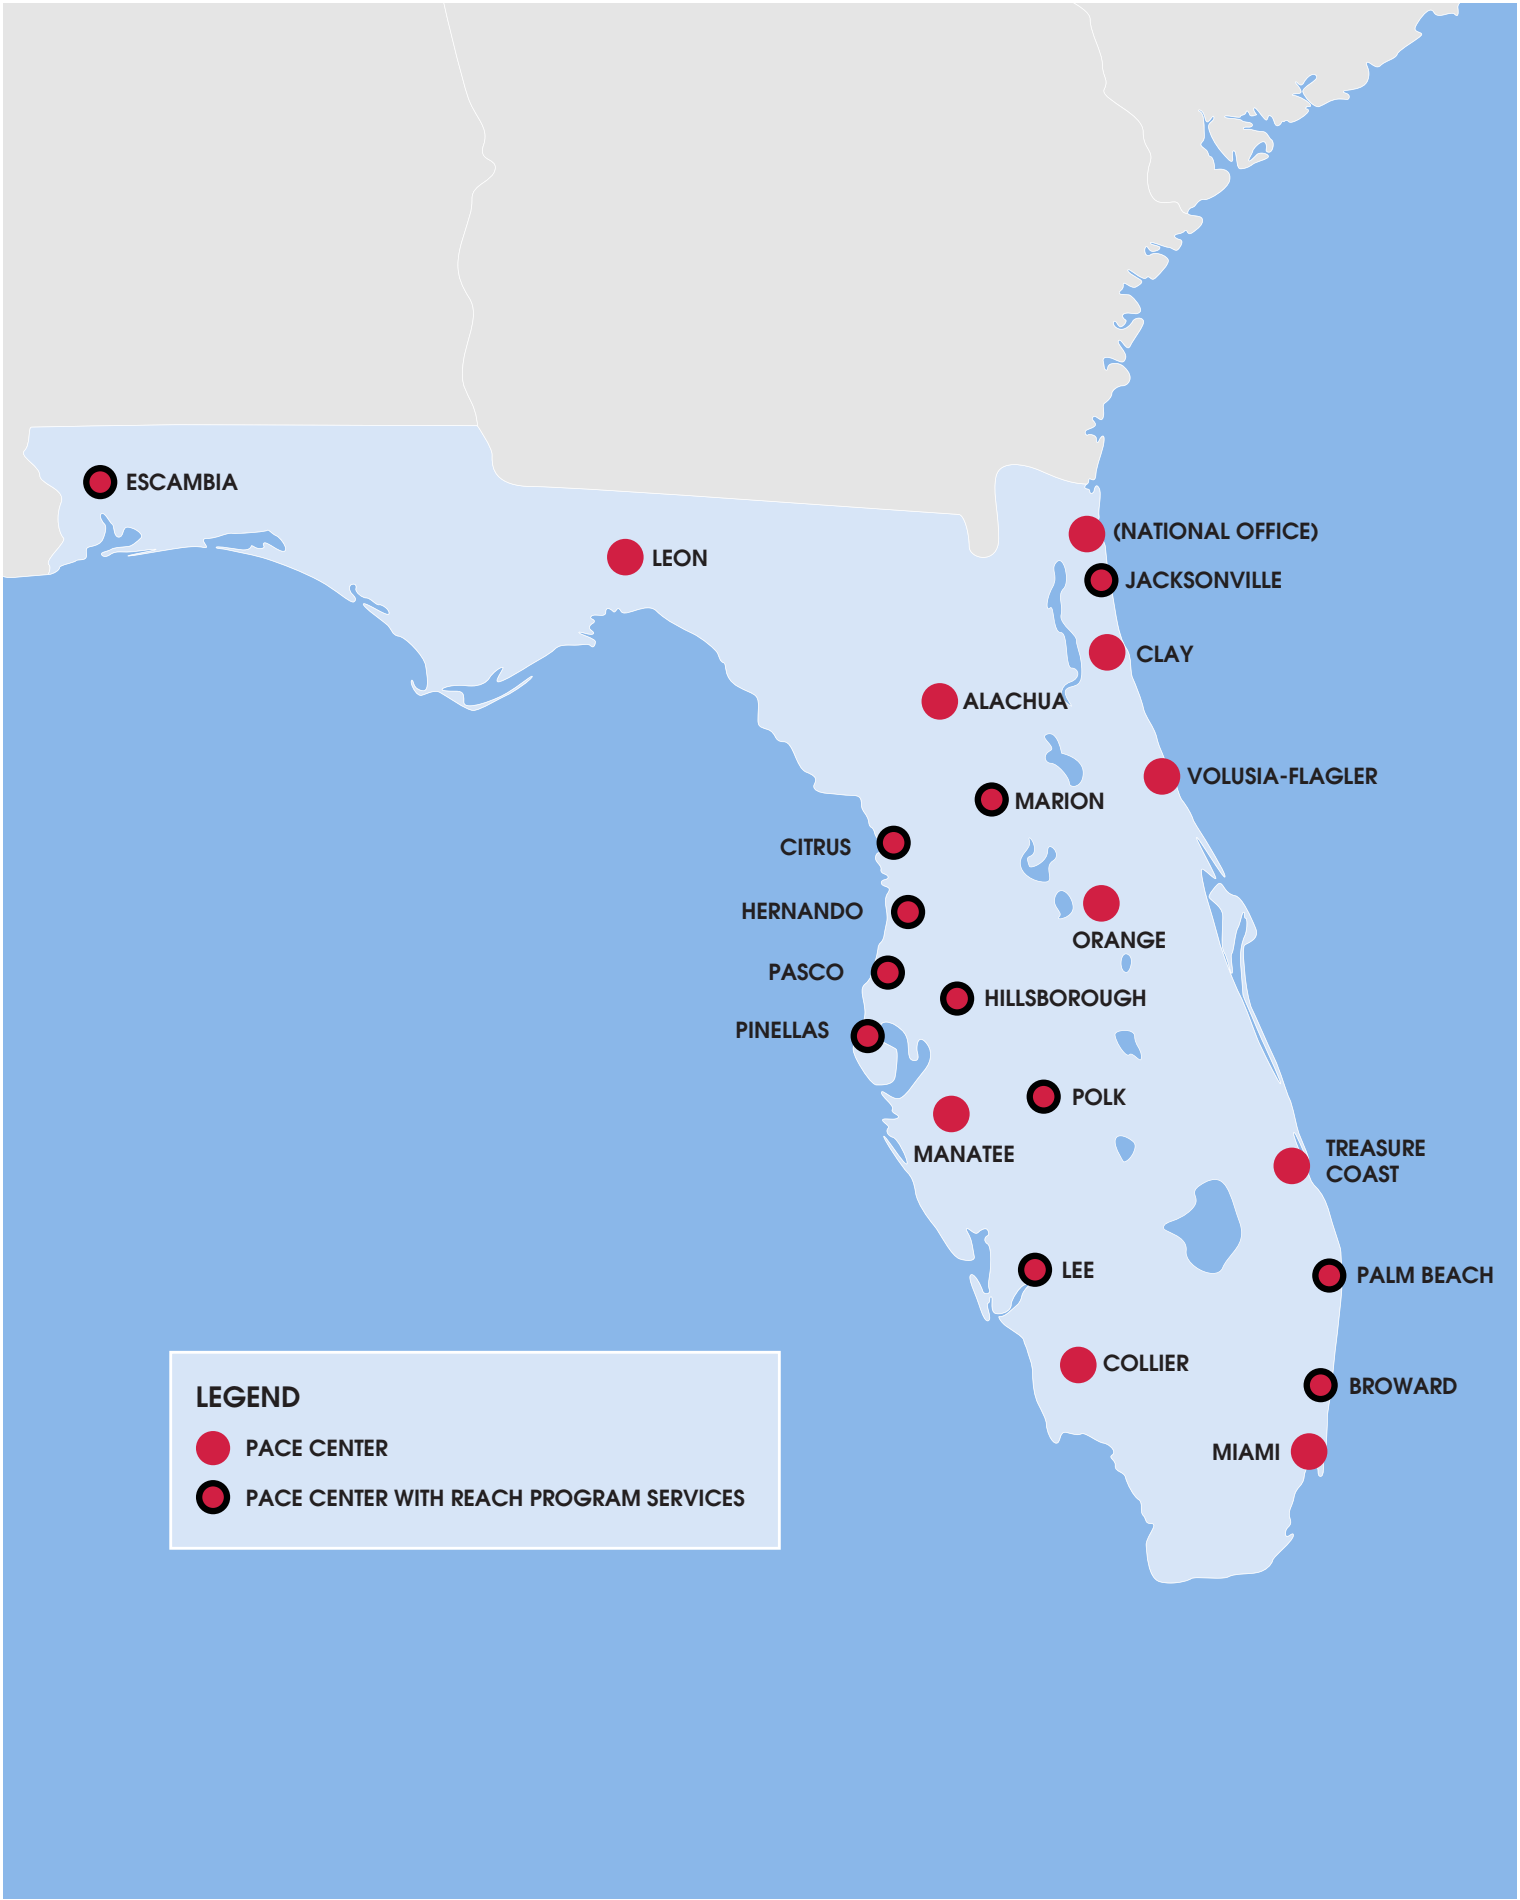 (NATIONAL OFFICE)
ESCAMBIA
LEON
JACKSONVILLE
CLAY
ALACHUA
VOLUSIA-FLAGLER
MARION
CITRUS
HERNANDO
ORANGE
PASCO
HILLSBOROUGH
PINELLAS
POLK
MANATEE
TREASURE
COAST
LEE
PALM BEACH
COLLIER
BROWARD
MIAMI
LEGEND
PACE CENTER
PACE CENTER WITH REACH PROGRAM SERVICES